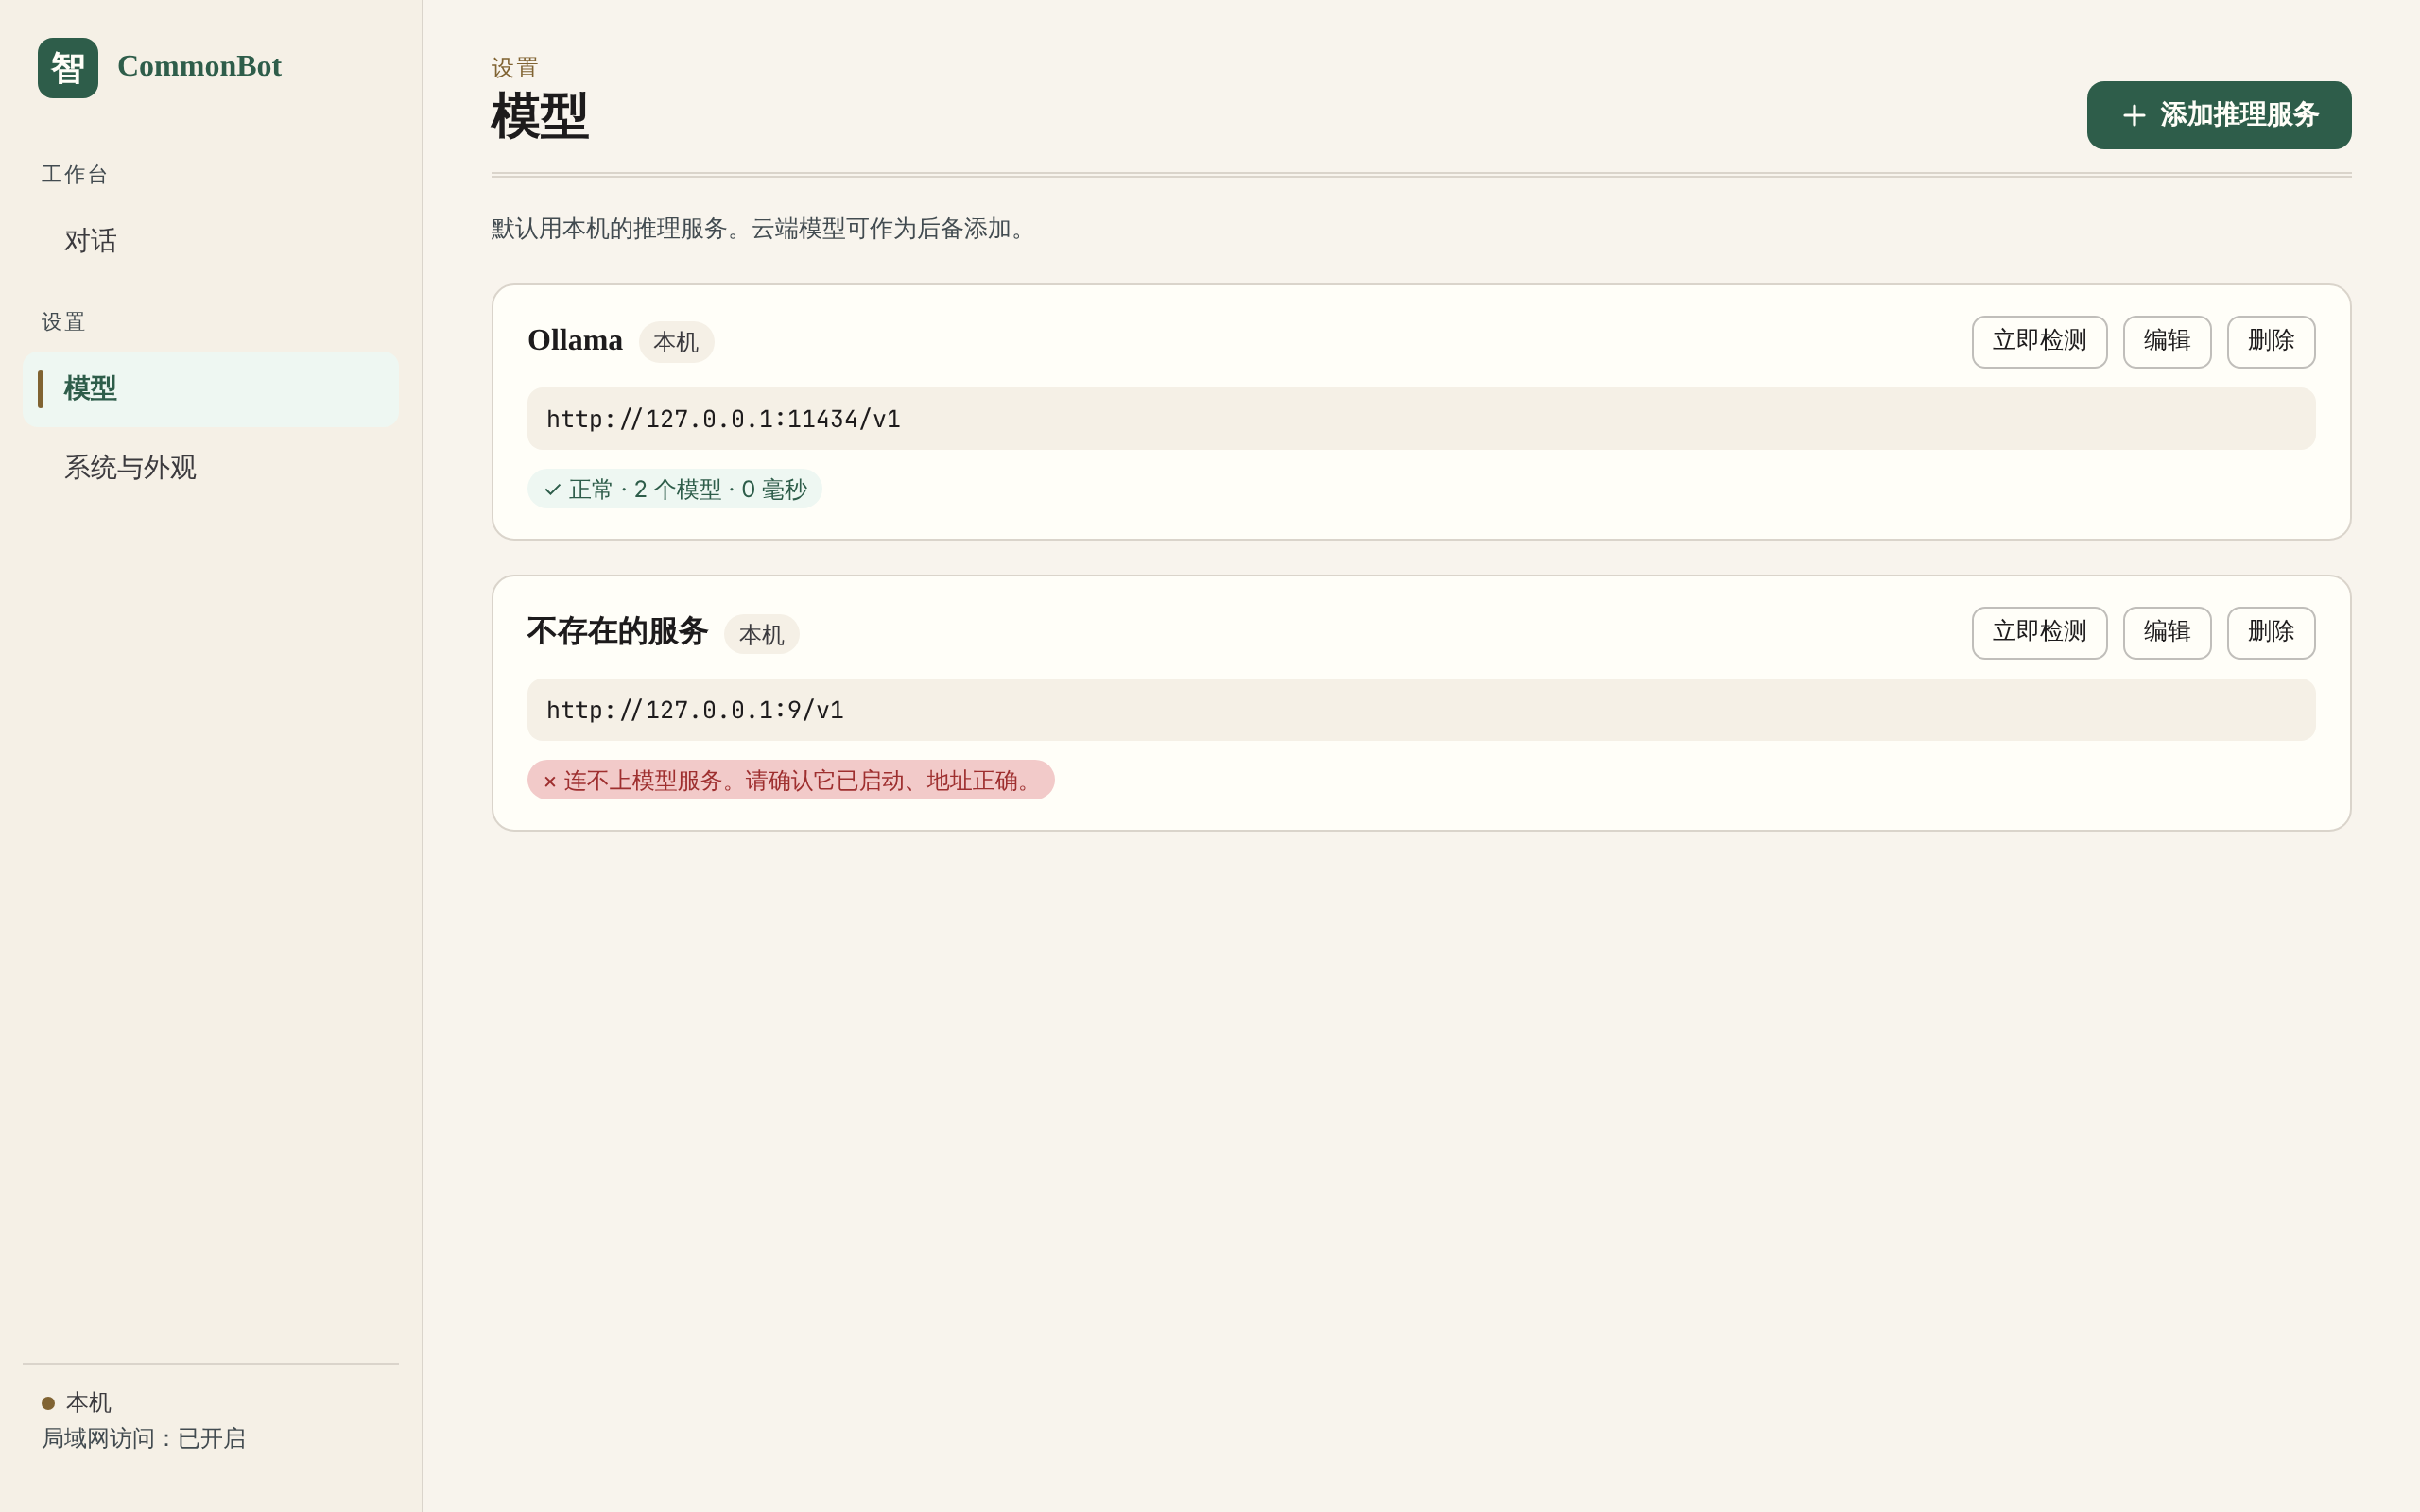 智 CommonBot
工作台
对话
设置
模型
系统与外观
本机
局域网访问：已开启
设置
模型
添加推理服务
默认用本机的推理服务。云端模型可作为后备添加。
Ollama 本机 立即检测 编辑 删除
http://127.0.0.1:11434/v1
✓ 正常 · 2 个模型 · 0 毫秒
不存在的服务 本机 立即检测 编辑 删除
http://127.0.0.1:9/v1
× 连不上模型服务。请确认它已启动、地址正确。